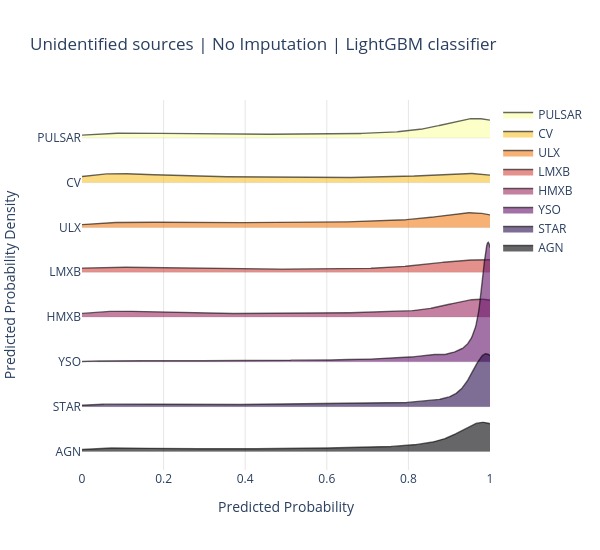 Unidentified sources | No Imputation | LightGBM classifier
Predicted Probability Density
PULSAR
CV
ULX
LMXB
HMXB
YSO
STAR
AGN
0
0.2
0.4
0.6
0.8
1
Predicted Probability
PULSAR
CV
ULX
LMXB
HMXB
YSO
STAR
AGN